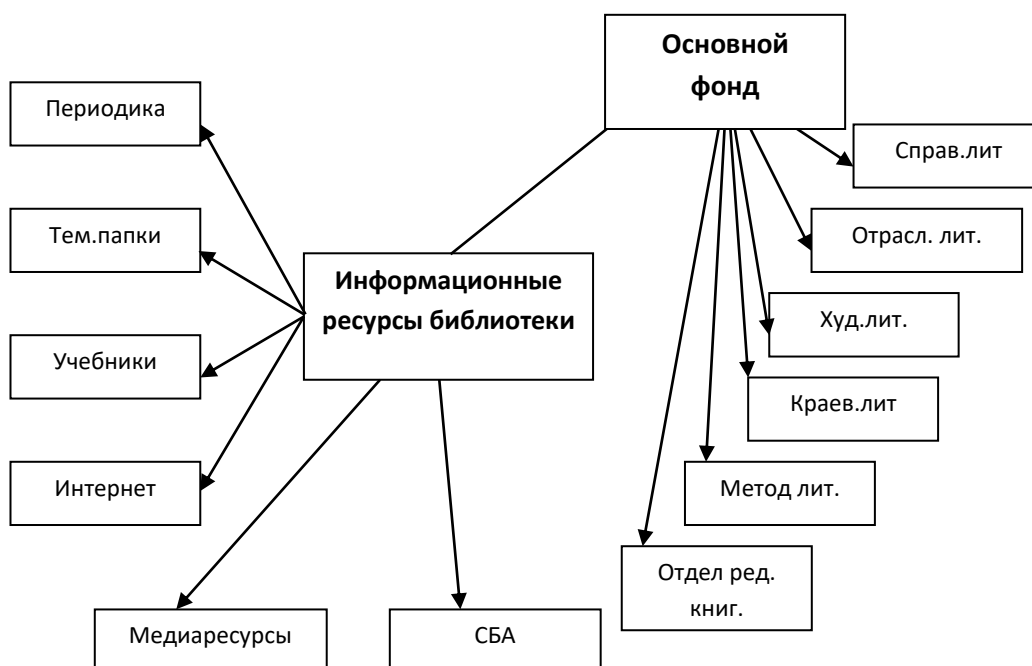 Основной
фонд
Периодика
Справ.лит
Тем.папки
Отрасл. лит.
Информационные
ресурсы библиотеки
Худ.лит.
Учебники
Краев.лит
Интернет
Метод лит.
Отдел ред.
книг.
Медиаресурсы
СБА